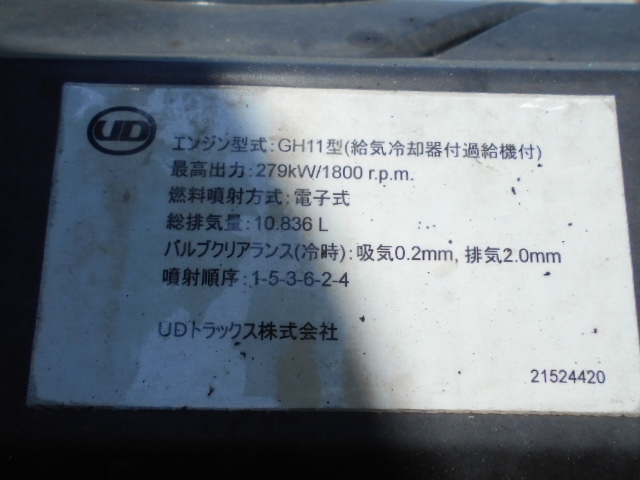 UD
エンジン型式:GH11型(給気冷却器付過給機付)
最高出力:279kW/1800 r.p.m.
燃料噴射方式:電子式
総排気量:10.836 L
バルブクリアランス(冷時):吸気0.2mm, 排気2.0mm
噴射順序:1-5-3-6-2-4
UDトラックス株式会社
21524420